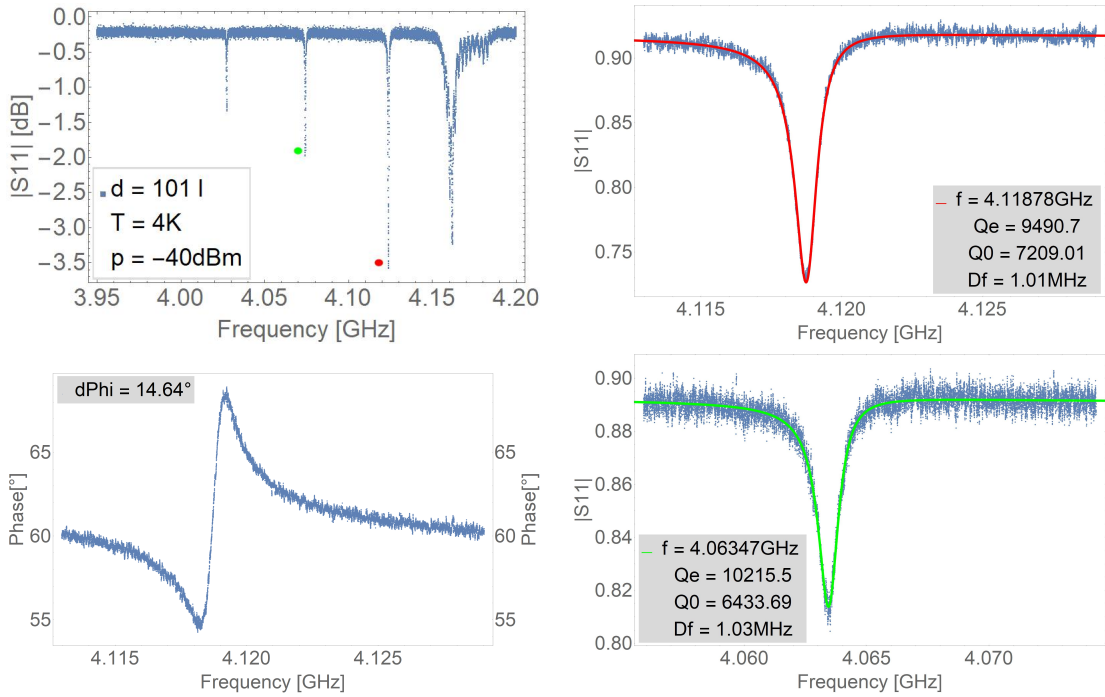 0.0
−0.5
−1.0
−1.5
−2.0
−2.5
−3.0
−3.5
|S11| [dB]
d = 101 l
T = 4K
p = −40dBm
3.95 4.00 4.05 4.10 4.15 4.20
Frequency [GHz]
0.90
0.85
0.80
0.75
|S11|
f = 4.11878GHz
Qe = 9490.7
Q0 = 7209.01
Df = 1.01MHz
4.115 4.120 4.125
Frequency [GHz]
dPhi = 14.64°
65 65
60 60
55 55
Phase[°]
Phase[°]
4.115 4.120 4.125
Frequency [GHz]
0.90
0.88
0.86
0.84
0.82
0.80
|S11|
f = 4.06347GHz
Qe = 10215.5
Q0 = 6433.69
Df = 1.03MHz
4.060 4.065 4.070
Frequency [GHz]